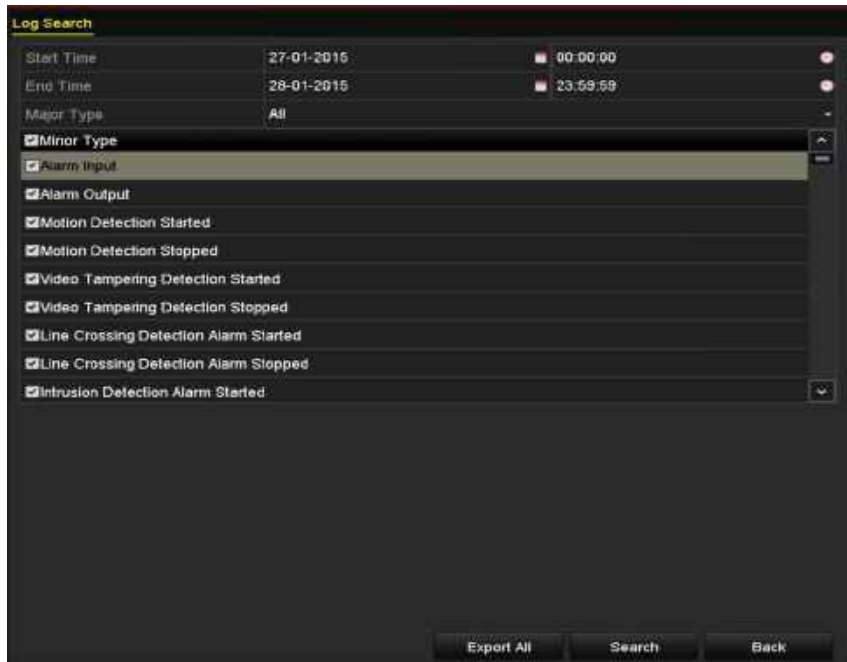 Log Search
Start Time 27-01-2015 00:00:00
End Time 28-01-2015 23:59:59
Major Type All
Minor Type
Alarm Input
Alarm Output
Motion Detection Started
Motion Detection Stopped
Video Tampering Detection Started
Video Tampering Detection Stopped
Line Crossing Detection Alarm Started
Line Crossing Detection Alarm Stopped
Intrusion Detection Alarm Started
Export All Search Back